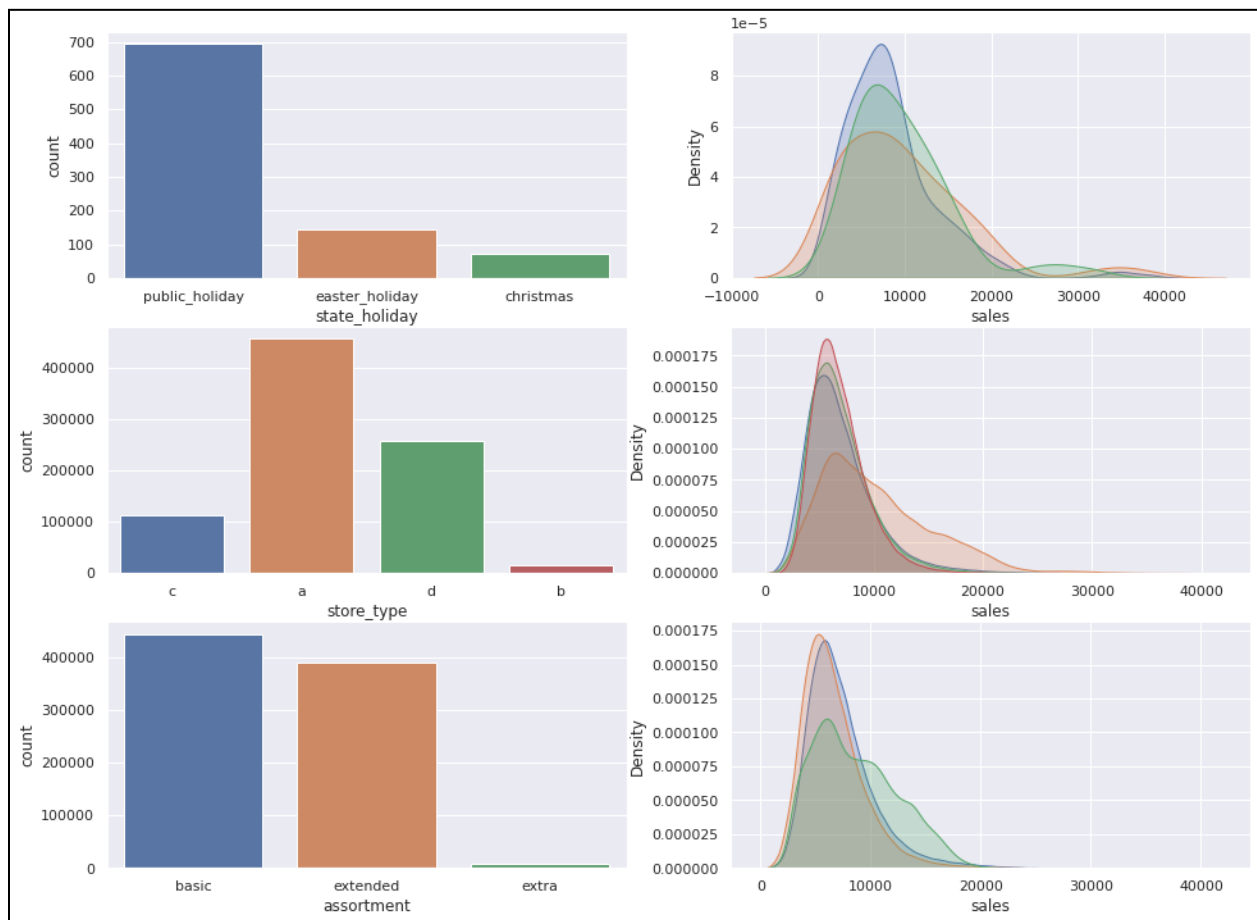 700
600
500
400
300
200
100
0
count
public_holiday easter_holiday christmas
state_holiday
1e−5
8
6
4
2
0
Density
−10000 0 10000 20000 30000 40000
sales
400000
300000
200000
100000
0
count
c a d b
store_type
0.000175
0.000150
0.000125
0.000100
0.000075
0.000050
0.000025
0.000000
Density
0 10000 20000 30000 40000
sales
400000
300000
200000
100000
0
count
basic extended extra
assortment
0.000175
0.000150
0.000125
0.000100
0.000075
0.000050
0.000025
0.000000
Density
0 10000 20000 30000 40000
sales